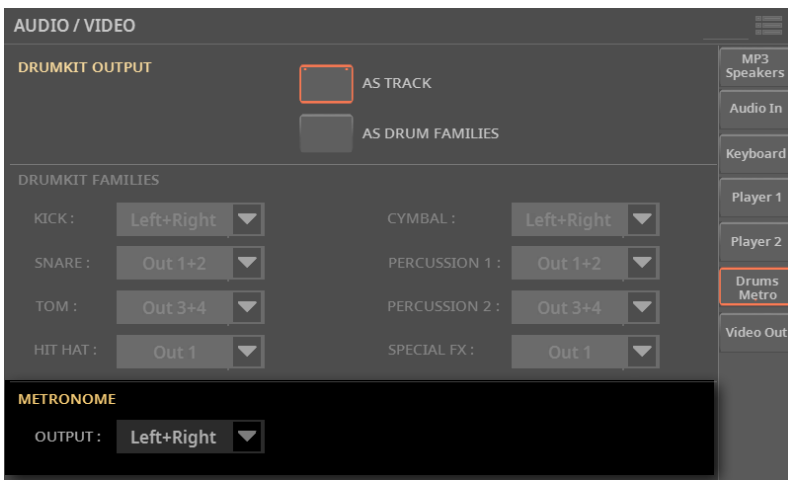 AUDIO / VIDEO
DRUMKIT OUTPUT
AS TRACK
AS DRUM FAMILIES
DRUMKIT FAMILIES
KICK : Left+Right CYMBAL : Left+Right
SNARE : Out 1+2 PERCUSSION 1 : Out 1+2
TOM : Out 3+4 PERCUSSION 2 : Out 3+4
HIT HAT : Out 1 SPECIAL FX : Out 1
METRONOME
OUTPUT : Left+Right
MP3
Speakers
Audio In
Keyboard
Player 1
Player 2
Drums
Metro
Video Out